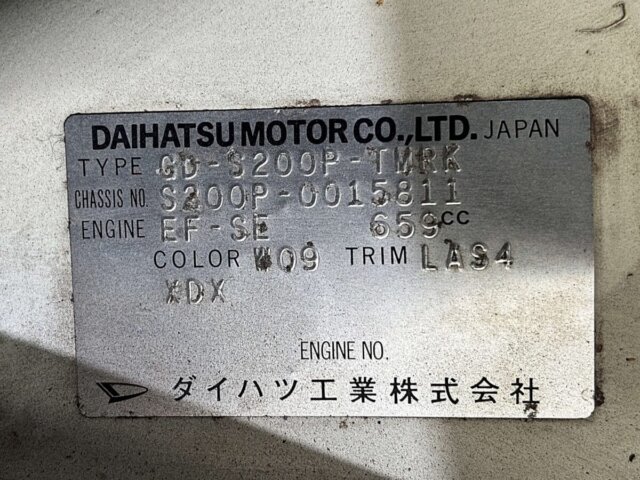 DAIHATSU MOTOR CO.,LTD. JAPAN
TYPE GD-S200P-TMRK
CHASSIS NO. S200P-0015811
ENGINE EF-SE 659cc
COLOR W09 TRIM LAS4
XDX
ENGINE NO.
ダイハツ工業株式会社